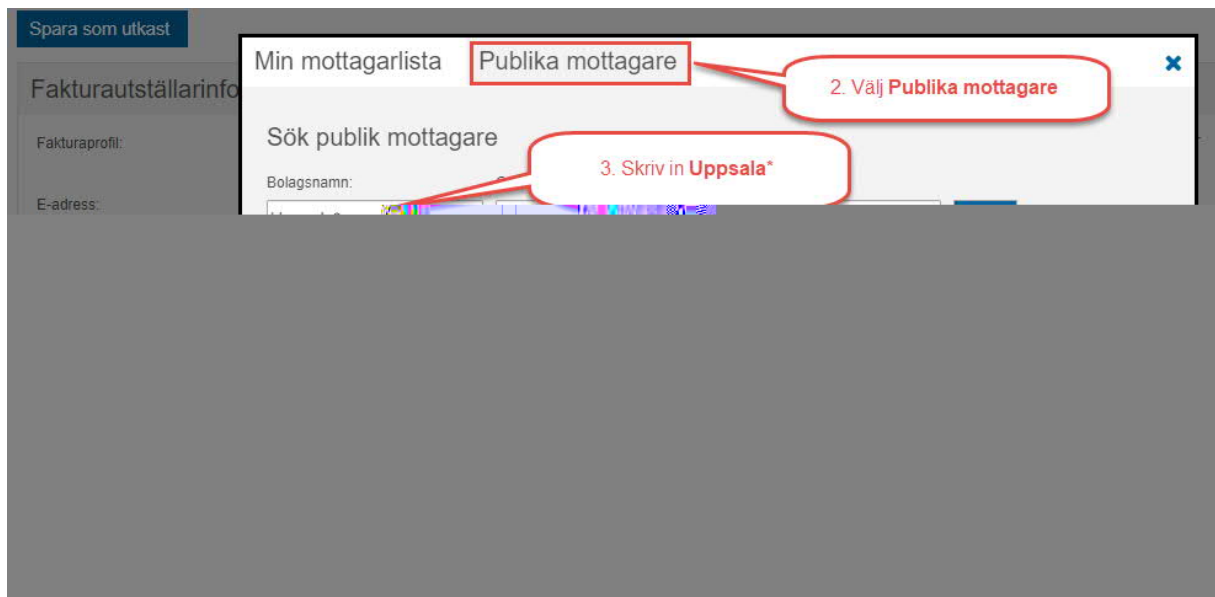 Spara som utkast
Min mottagarlista Publika mottagare
2. Välj Publika mottagare
Fakturautställarinfo
Sök publik mottagare
Fakturaprofil:
3. Skriv in Uppsala*
Bolagsnamn:
E-adress: